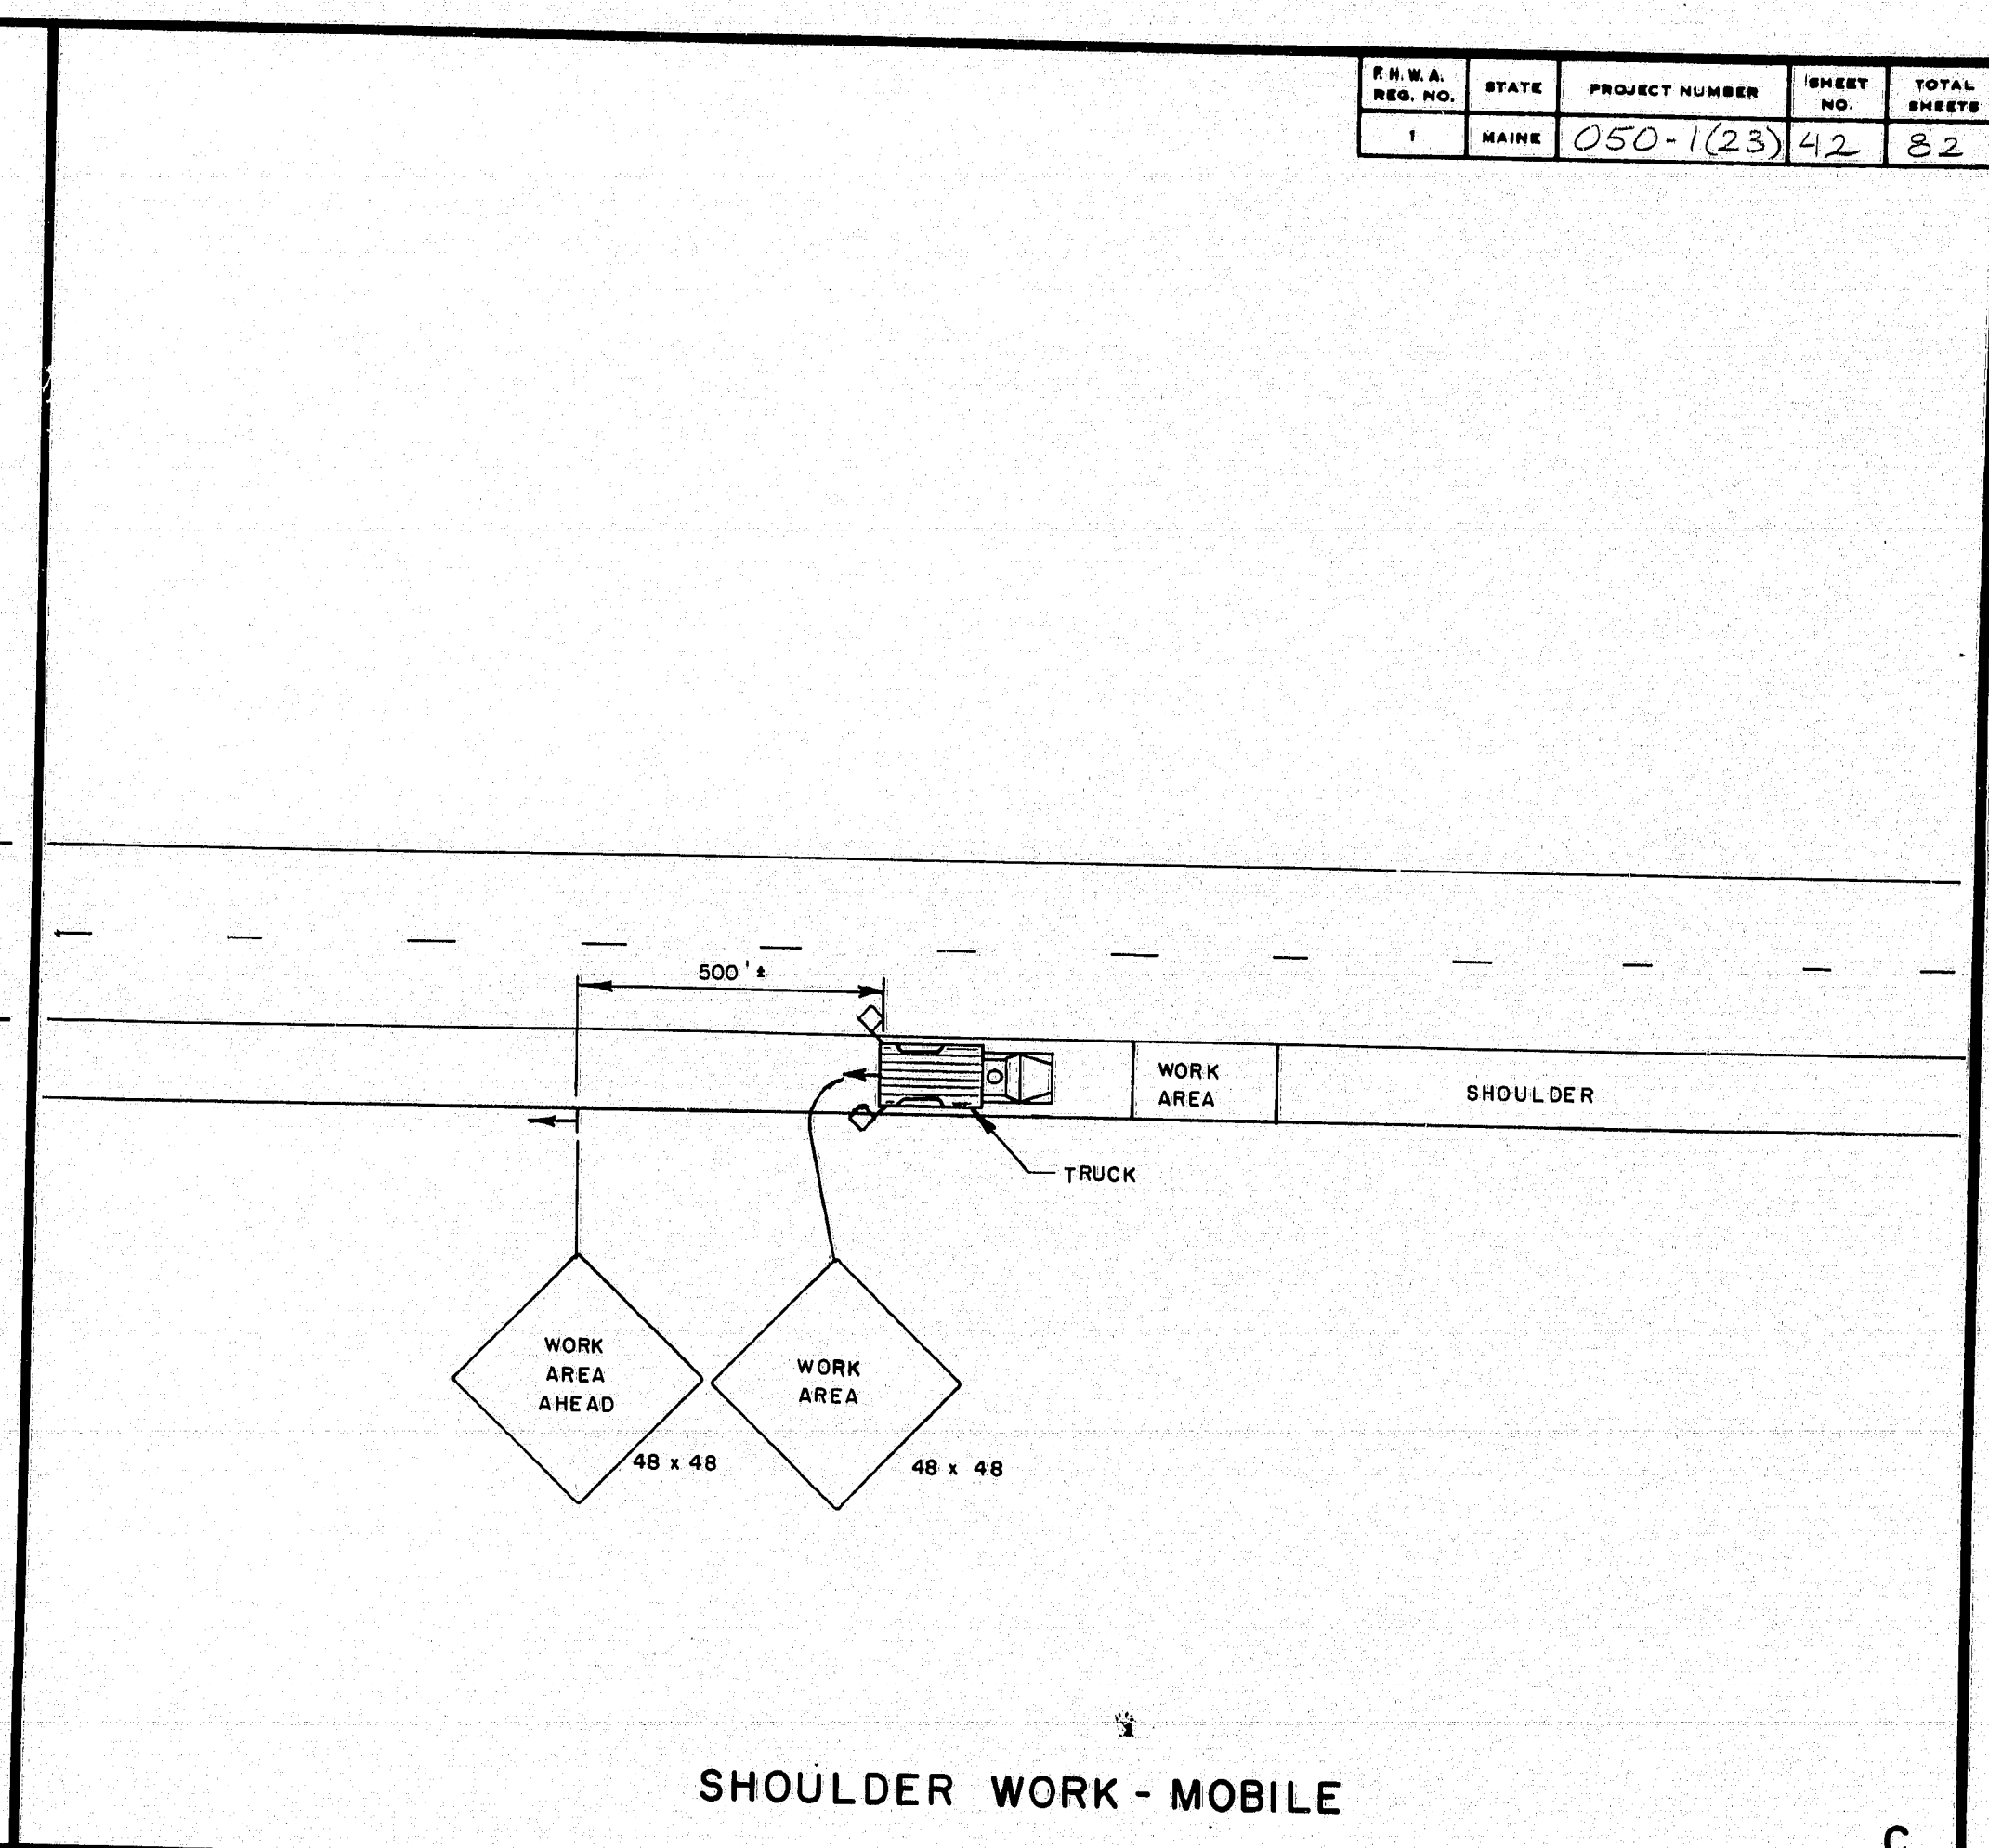 F.H.W.A. REG. NO.
STATE
PROJECT NUMBER
SHEET NO.
TOTAL SHEETS
1
MAINE
050-1(23)
42
82
500'±
WORK
AREA
SHOULDER
TRUCK
WORK
AREA
AHEAD
48 x 48
WORK
AREA
48 x 48
SHOULDER WORK - MOBILE
C